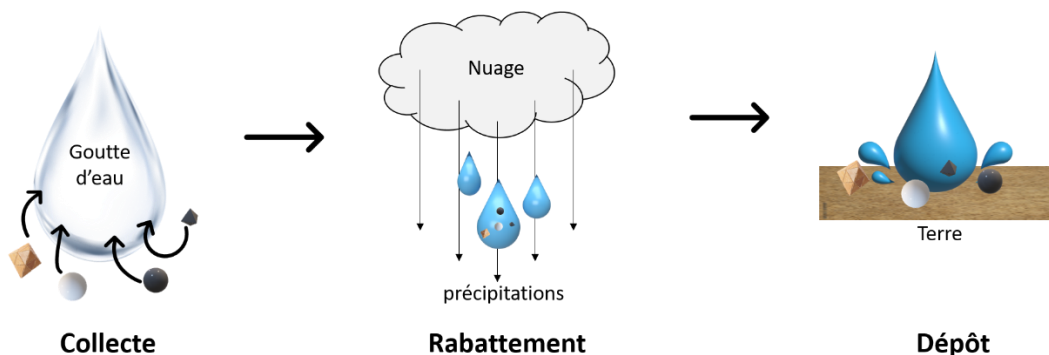 Goutte
d'eau
Collecte
Nuage
précipitations
Rabattement
Terre
Dépôt